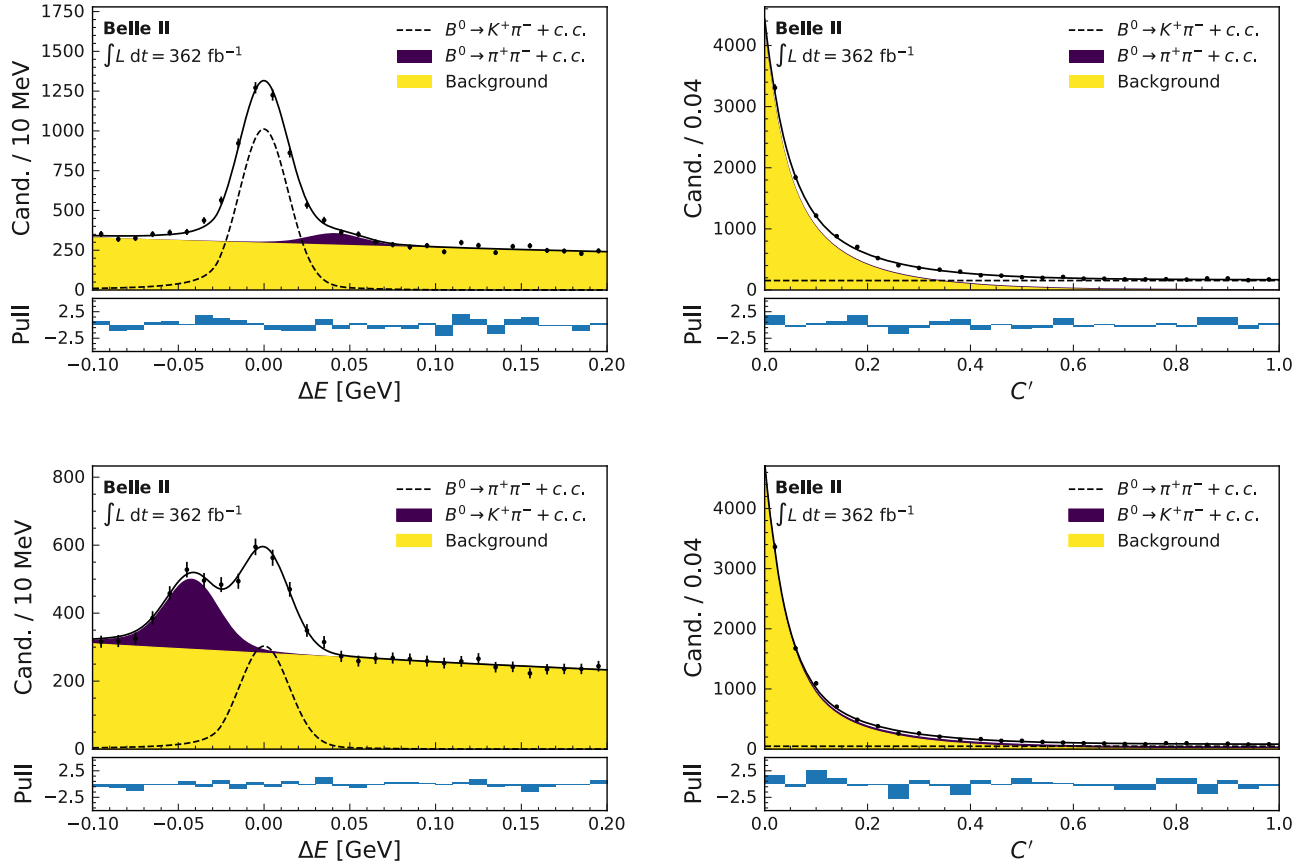 Belle II
∫L dt = 362 fb⁻¹
B⁰ → K⁺π⁻ + c. c.
B⁰ → π⁺π⁻ + c. c.
Background
Cand. / 10 MeV
1750
1500
1250
1000
750
500
250
0
Pull
2.5
−2.5
−0.10 −0.05 0.00 0.05 0.10 0.15 0.20
ΔE [GeV]
Belle II
∫L dt = 362 fb⁻¹
B⁰ → K⁺π⁻ + c. c.
B⁰ → π⁺π⁻ + c. c.
Background
Cand. / 0.04
4000
3000
2000
1000
0
Pull
2.5
−2.5
0.0 0.2 0.4 0.6 0.8 1.0
C′
Belle II
∫L dt = 362 fb⁻¹
B⁰ → π⁺π⁻ + c. c.
B⁰ → K⁺π⁻ + c. c.
Background
Cand. / 10 MeV
800
600
400
200
0
Pull
2.5
−2.5
−0.10 −0.05 0.00 0.05 0.10 0.15 0.20
ΔE [GeV]
Belle II
∫L dt = 362 fb⁻¹
B⁰ → π⁺π⁻ + c. c.
B⁰ → K⁺π⁻ + c. c.
Background
Cand. / 0.04
4000
3000
2000
1000
0
Pull
2.5
−2.5
0.0 0.2 0.4 0.6 0.8 1.0
C′